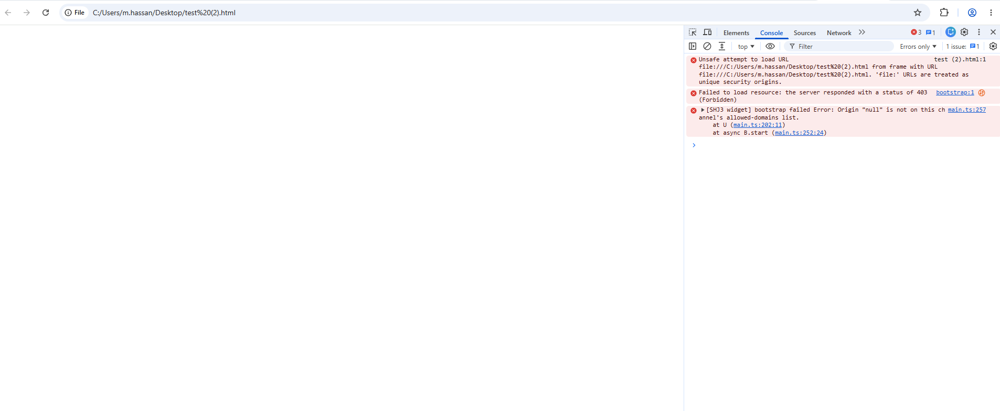 File C:/Users/m.hassan/Desktop/test%20(2).html
Elements Console Sources Network 3 1
top Filter Errors only 1 issue: 1
Unsafe attempt to load URL test (2).html:1
file:///C:/Users/m.hassan/Desktop/test%20(2).html from frame with URL
file:///C:/Users/m.hassan/Desktop/test%20(2).html. 'file:' URLs are treated as
unique security origins.
Failed to load resource: the server responded with a status of 403 bootstrap:1
(Forbidden)
[SHJ3 widget] bootstrap failed Error: Origin "null" is not on this ch main.ts:257
annel's allowed-domains list.
at U (main.ts:202:11)
at async B.start (main.ts:252:24)